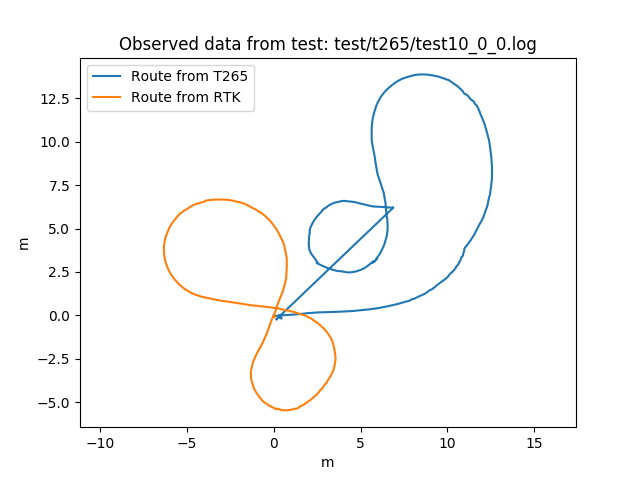 Observed data from test: test/t265/test10_0_0.log
Route from T265
Route from RTK
12.5
10.0
7.5
5.0
2.5
0.0
−2.5
−5.0
m
−10
−5
0
5
10
15
m